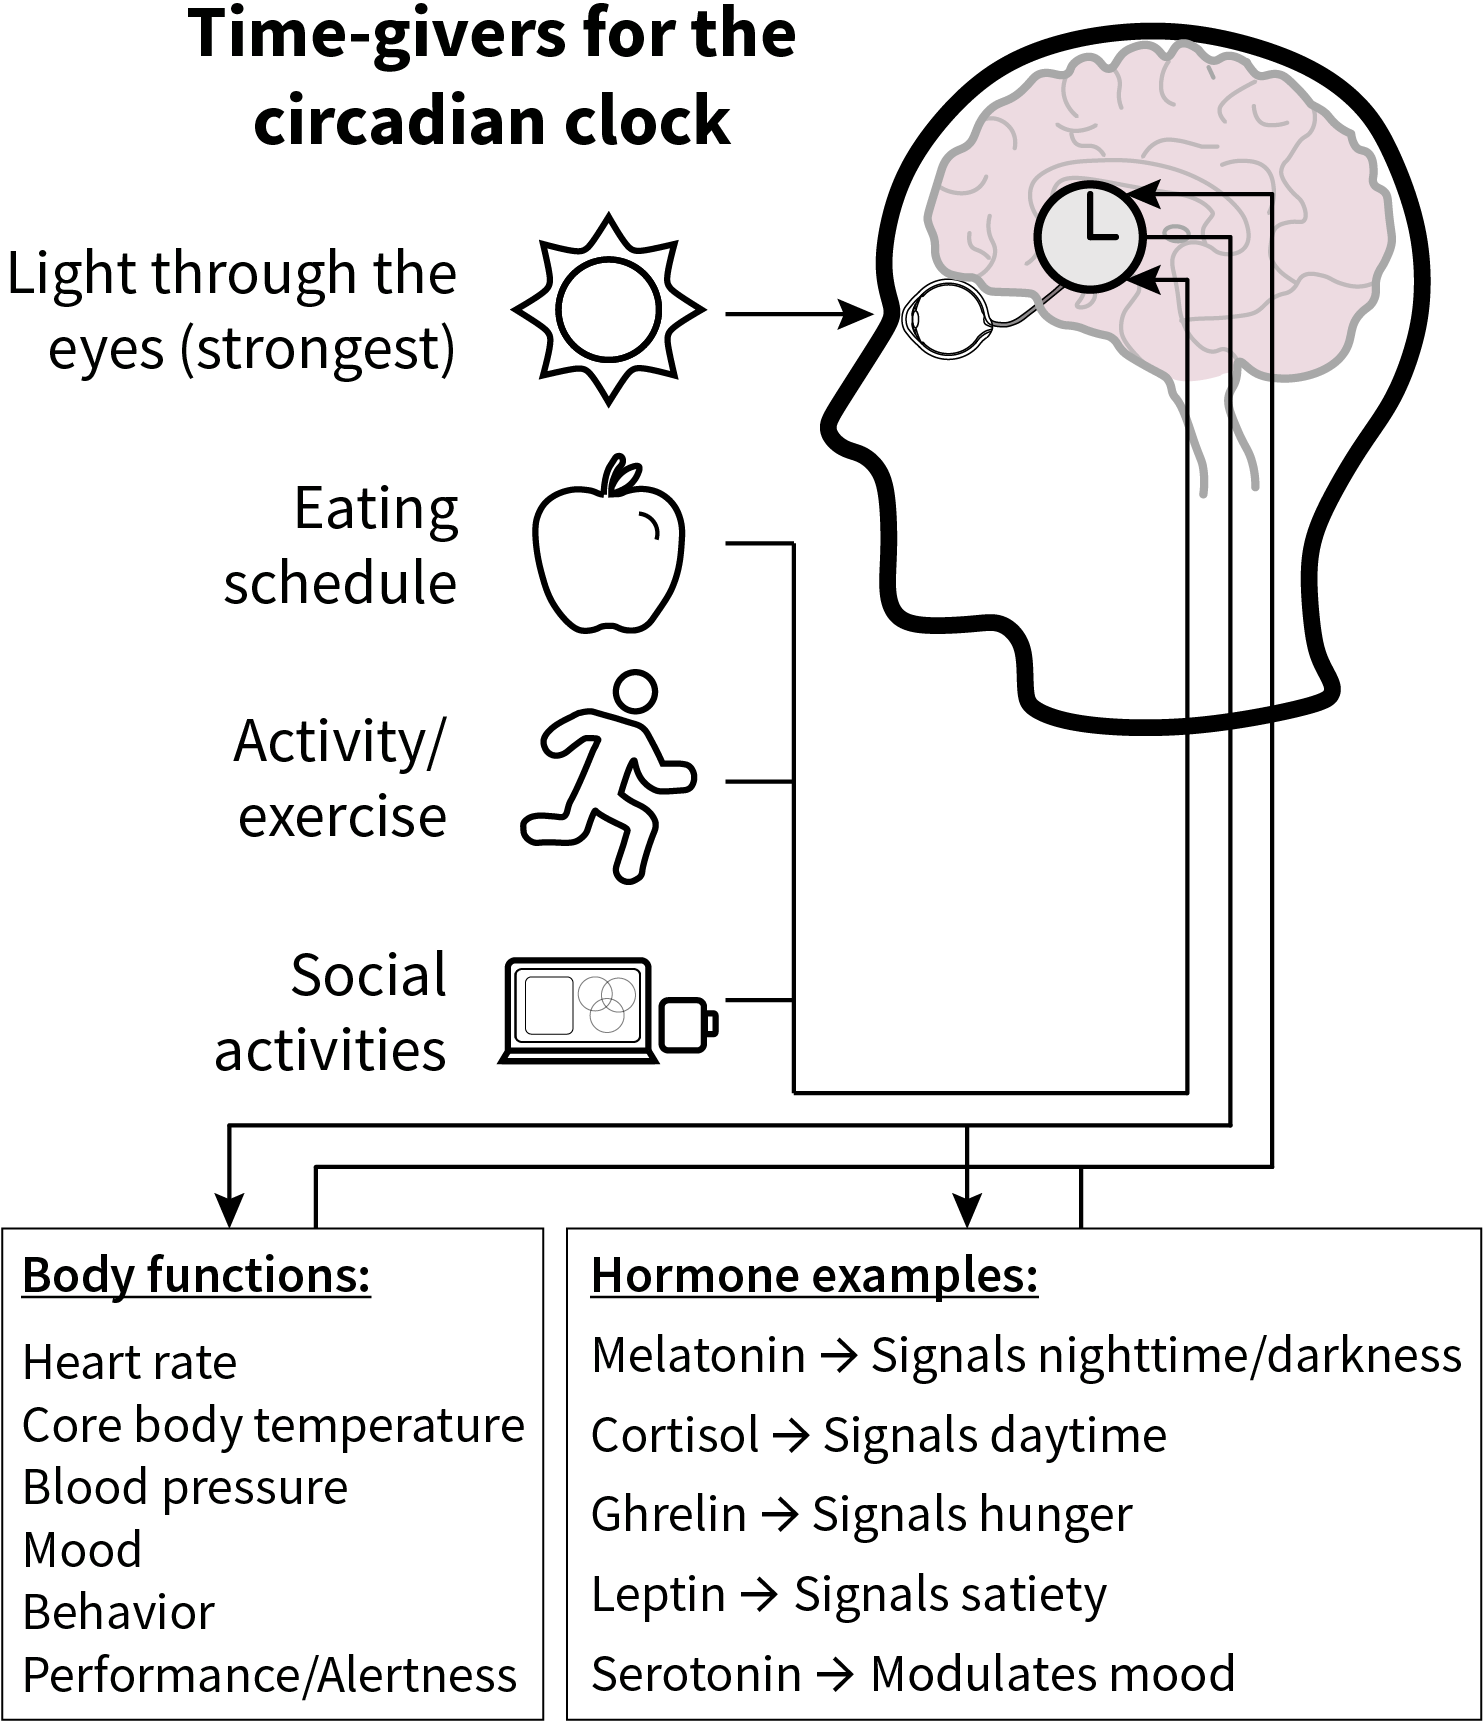 Time-givers for the
circadian clock
Light through the
eyes (strongest)
Eating
schedule
Activity/
exercise
Social
activities
Body functions:
Heart rate
Core body temperature
Blood pressure
Mood
Behavior
Performance/Alertness
Hormone examples:
Melatonin → Signals nighttime/darkness
Cortisol → Signals daytime
Ghrelin → Signals hunger
Leptin → Signals satiety
Serotonin → Modulates mood